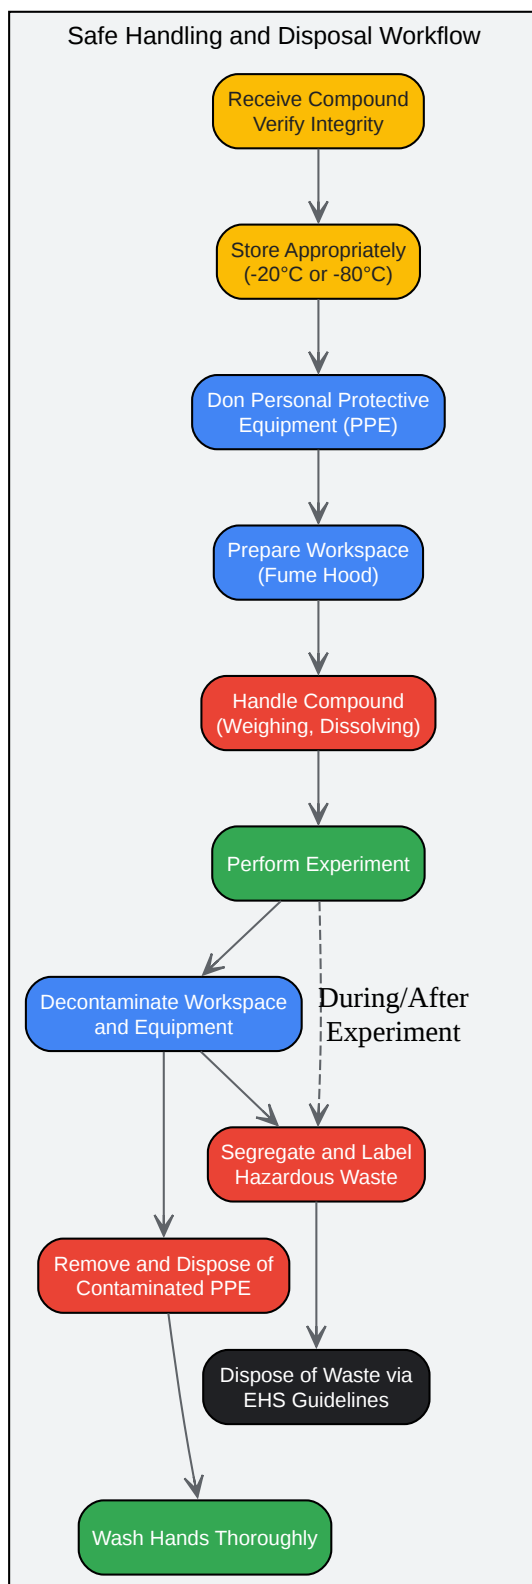 Safe Handling and Disposal Workflow
Receive Compound
Verify Integrity
Store Appropriately
(-20°C or -80°C)
Don Personal Protective
Equipment (PPE)
Prepare Workspace
(Fume Hood)
Handle Compound
(Weighing, Dissolving)
Perform Experiment
Decontaminate Workspace
and Equipment
During/After
Experiment
Segregate and Label
Hazardous Waste
Remove and Dispose of
Contaminated PPE
Dispose of Waste via
EHS Guidelines
Wash Hands Thoroughly